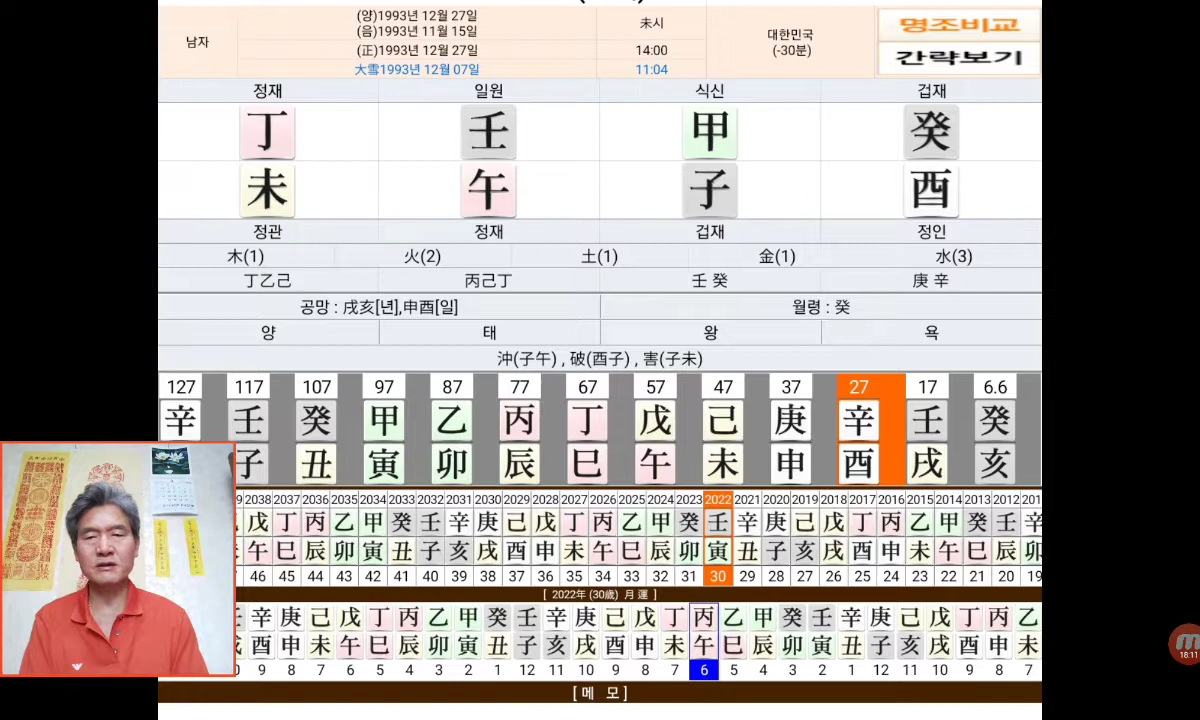 남자
(양)1993년 12월 27일
(음)1993년 11월 15일
未시
(正)1993년 12월 27일
14:00
大雪1993년 12월 07일
11:04
대한민국
(-30분)
명조비교
간략보기
정재 일원 식신 겁재
丁 壬 甲 癸
未 午 子 酉
정관 정재 겁재 정인
木(1) 火(2) 土(1) 金(1) 水(3)
丁乙己 丙己丁 壬 癸 庚 辛
공망 : 戌亥[년],申酉[일] 월령 : 癸
양 태 왕 욕
沖(子午) , 破(酉子) , 害(子未)
127 117 107 97 87 77 67 57 47 37 27 17 6.6
辛 壬 癸 甲 乙 丙 丁 戊 己 庚 辛 壬 癸
子 丑 寅 卯 辰 巳 午 未 申 酉 戌 亥
2038 2037 2036 2035 2034 2033 2032 2031 2030 2029 2028 2027 2026 2025 2024 2023 2022 2021 2020 2019 2018 2017 2016 2015 2014 2013 2012 201
戊 丁 丙 乙 甲 癸 壬 辛 庚 己 戊 丁 丙 乙 甲 癸 壬 辛 庚 己 戊 丁 丙 乙 甲 癸 壬 辛
午 巳 辰 卯 寅 丑 子 亥 戌 酉 申 未 午 巳 辰 卯 寅 丑 子 亥 戌 酉 申 未 午 巳 辰 卯
46 45 44 43 42 41 40 39 38 37 36 35 34 33 32 31 30 29 28 27 26 25 24 23 22 21 20 19
[ 2022年 (30歲) 月 運 ]
辛 庚 己 戊 丁 丙 乙 甲 癸 壬 辛 庚 己 戊 丁 丙 乙 甲 癸 壬 辛 庚 己 戊 丁 丙 乙
酉 申 未 午 巳 辰 卯 寅 丑 子 亥 戌 酉 申 未 午 巳 辰 卯 寅 丑 子 亥 戌 酉 申 未
9 8 7 6 5 4 3 2 1 12 11 10 9 8 7 6 5 4 3 2 1 12 11 10 9 8 7
[ 메 모 ]
18:11